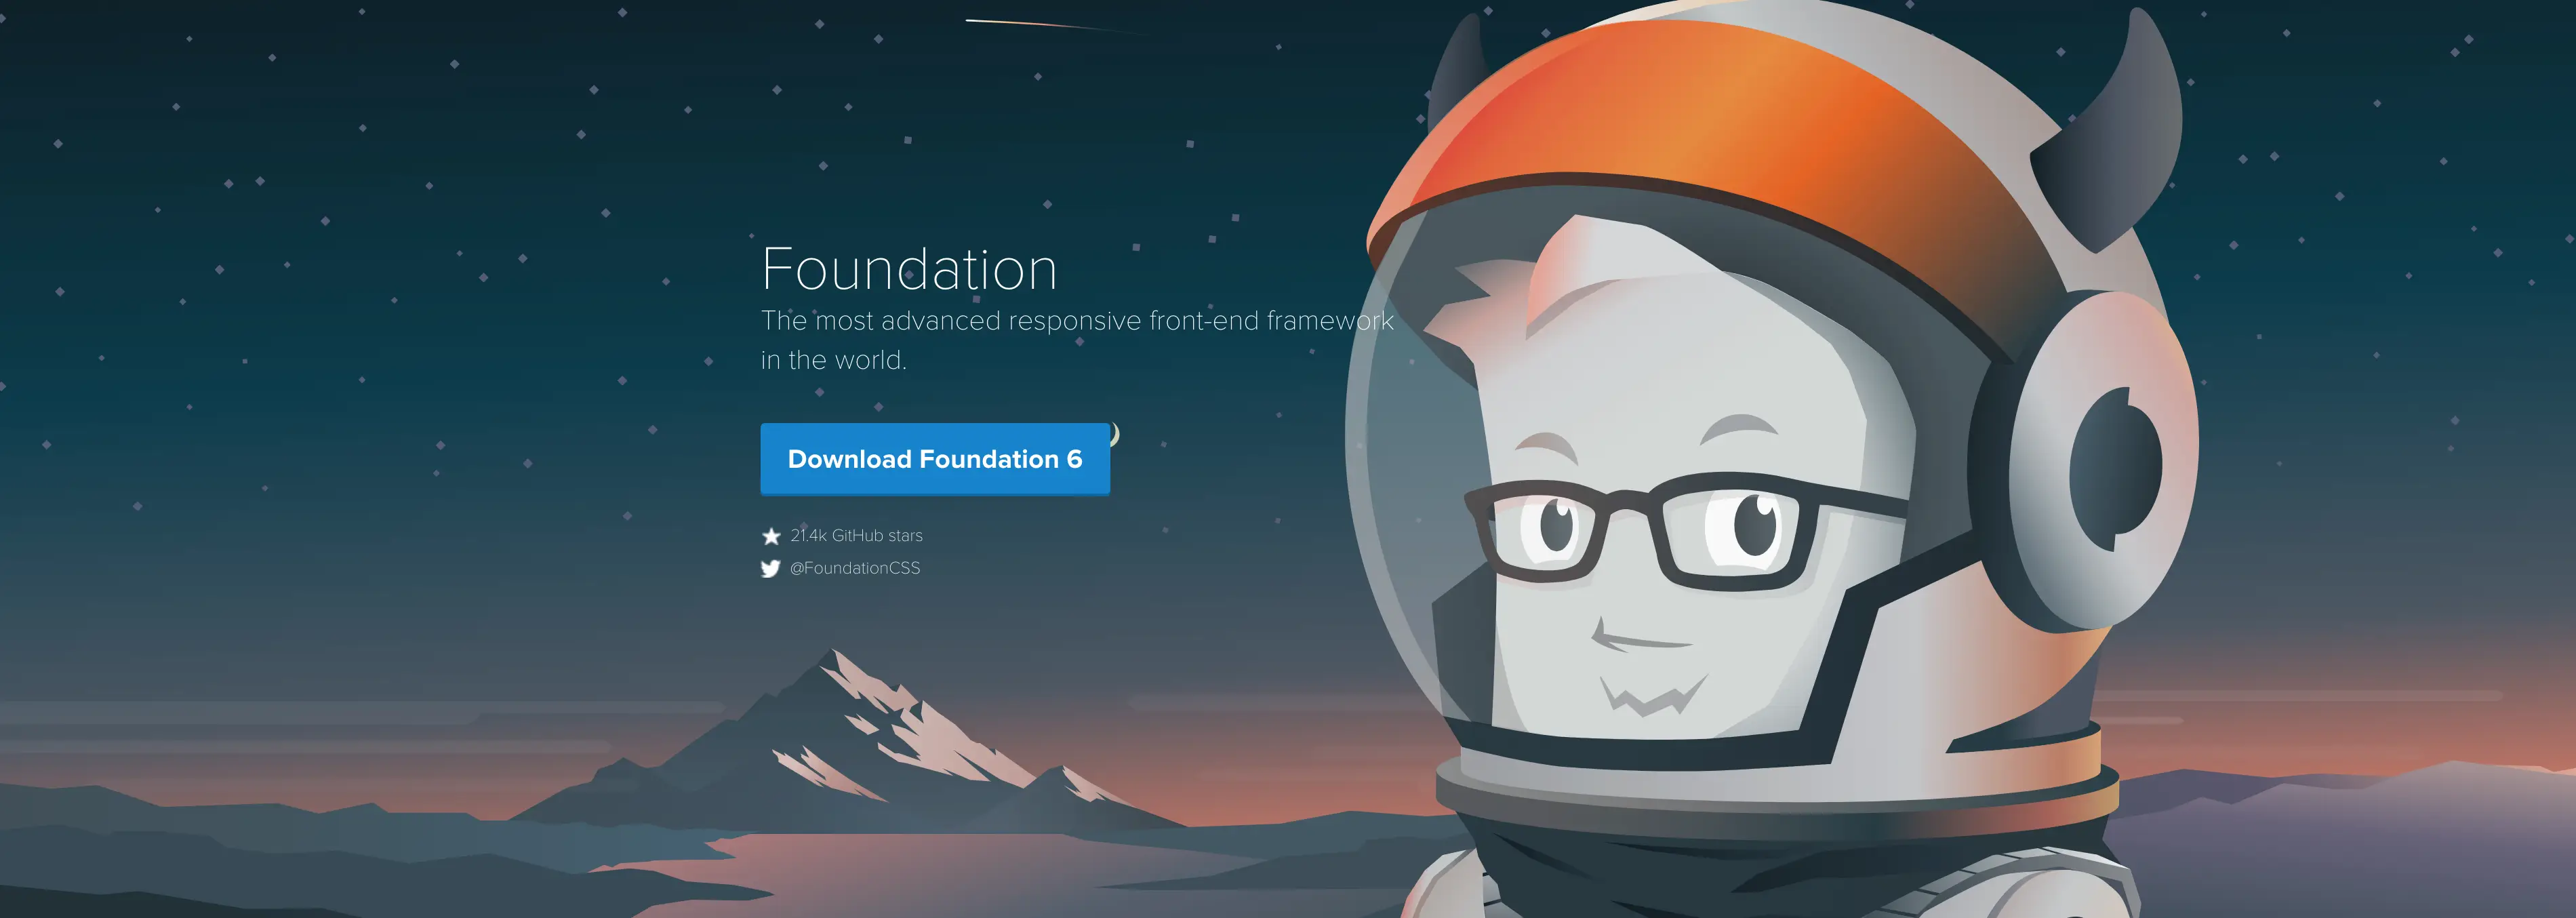 Foundation
The most advanced responsive front-end framework
in the world.
Download Foundation 6
21.4k GitHub stars
@FoundationCSS